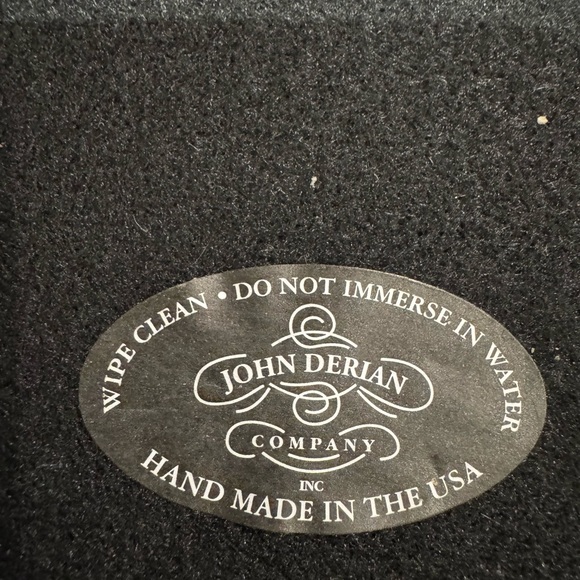 WIPE CLEAN • DO NOT IMMERSE IN WATER
JOHN DERIAN
COMPANY
INC
HAND MADE IN THE USA